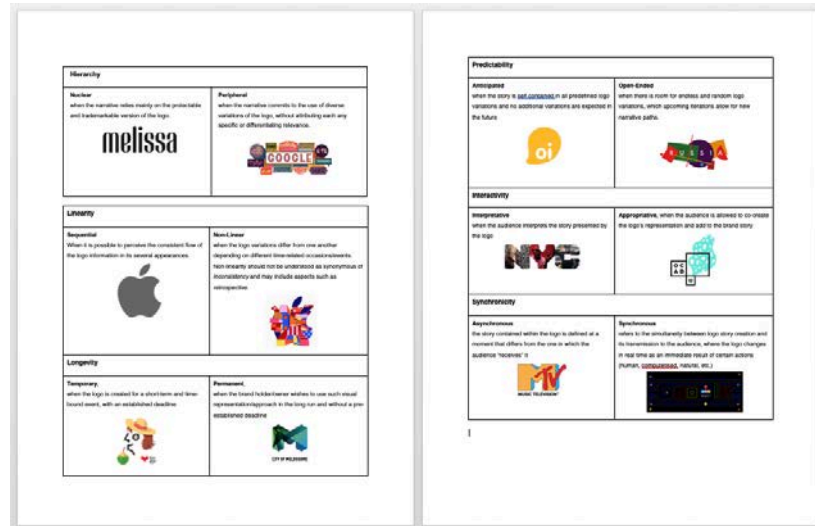 Hierarchy
Nuclear
when the narrative relies mainly on the protectable
and trademarkable version of the logo.
melissa
Peripheral
when the narrative commits to the use of diverse
variations of the logo, without attributing each any
specific or differentiating relevance.
GOOGLE
Linearity
Sequential
When it is possible to perceive the consistent flow of
the logo information in its several appearances.
Non-Linear
when the logo variations differ from one another
depending on different time-related occasions/events.
Non-linearity should not be understood as synonymous of
inconsistency and may include aspects such as
retrospective
Longevity
Temporary,
when the logo is created for a short-term and time-
bound event, with an established deadline
Permanent,
when the brand holder/owner wishes to use such visual
representation/approach in the long run and without a pre-
established deadline
CITY OF MELBOURNE
Predictability
Anticipated
when the story is self-contained in all predefined logo
variations and no additional variations are expected in
the future
oi
Open-Ended
when there is room for endless and random logo
variations, which upcoming iterations allow for new
narrative paths.
RUSSIA
Interactivity
Interpretative
when the audience interprets the story presented by
the logo
NYC
Appropriative, when the audience is allowed to co-create
the logo's representation and add to the brand story
OC
AD
U
Synchronicity
Asynchronous
the story contained within the logo is defined at a
moment that differs from the one in which the
audience "receives" it
MTV
MUSIC TELEVISION
Synchronous
refers to the simultaneity between logo story creation and
its transmission to the audience, where the logo changes
in real time as an immediate result of certain actions
(human, computerised, natural, etc.)